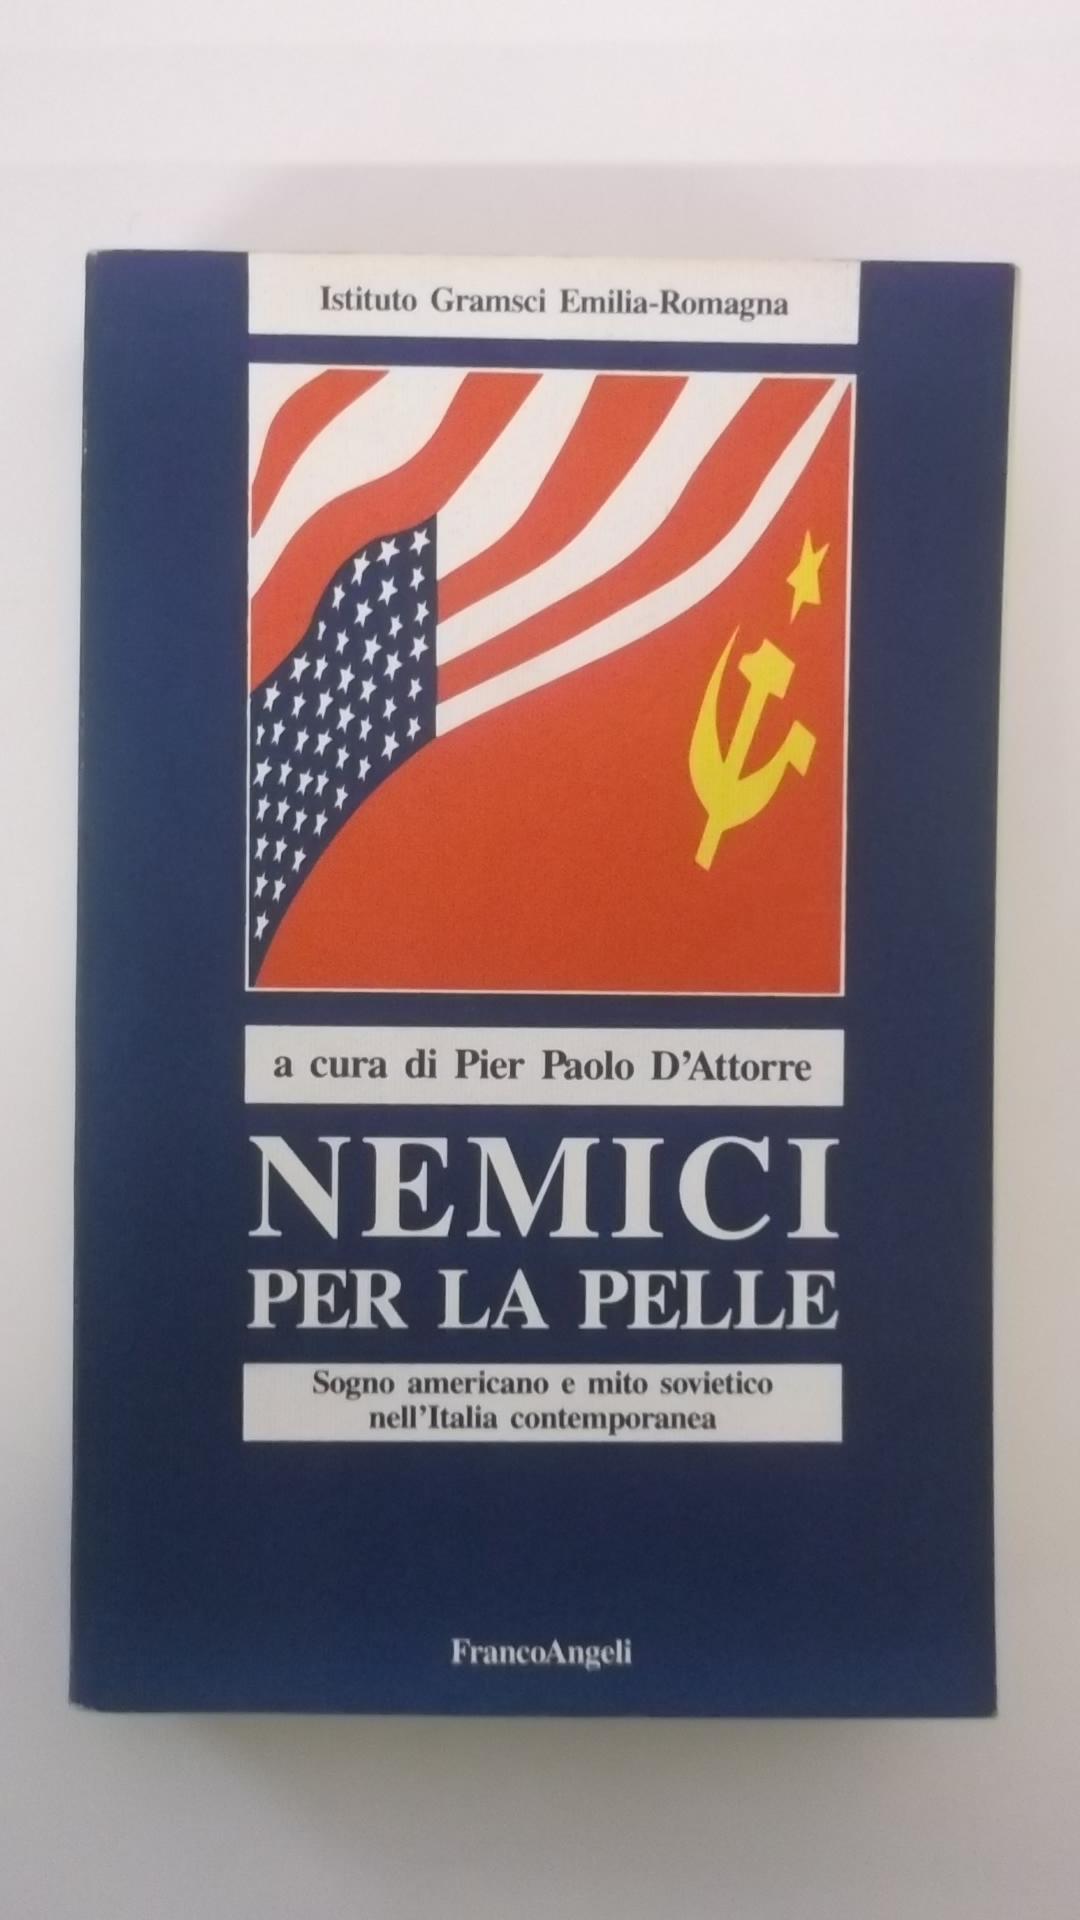 Istituto Gramsci Emilia-Romagna
a cura di Pier Paolo D'Attorre
NEMICI
PER LA PELLE
Sogno americano e mito sovietico
nell'Italia contemporanea
FrancoAngeli